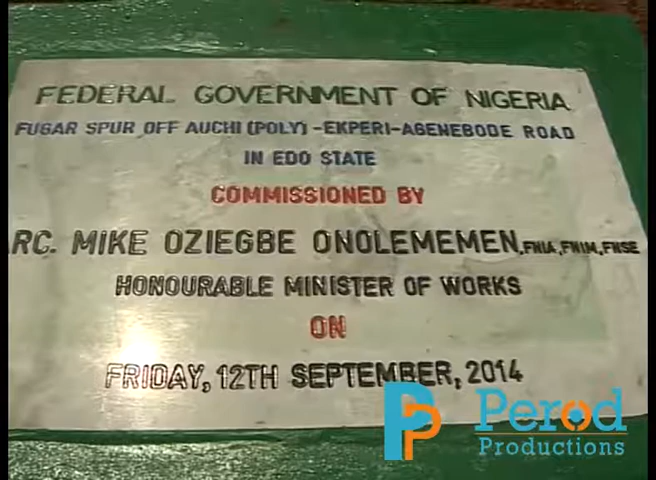 FEDERAL GOVERNMENT OF NIGERIA
FUGAR SPUR OFF AUCHI (POLY) -EKPERI-AGENEBODE ROAD
IN EDO STATE
COMMISSIONED BY
RC. MIKE OZIEGBE ONOLEMEMEN,FNIA,FNIM,FNSE
HONOURABLE MINISTER OF WORKS
ON
FRIDAY, 12TH SEPTEMBER, 2014
Perod
Productions